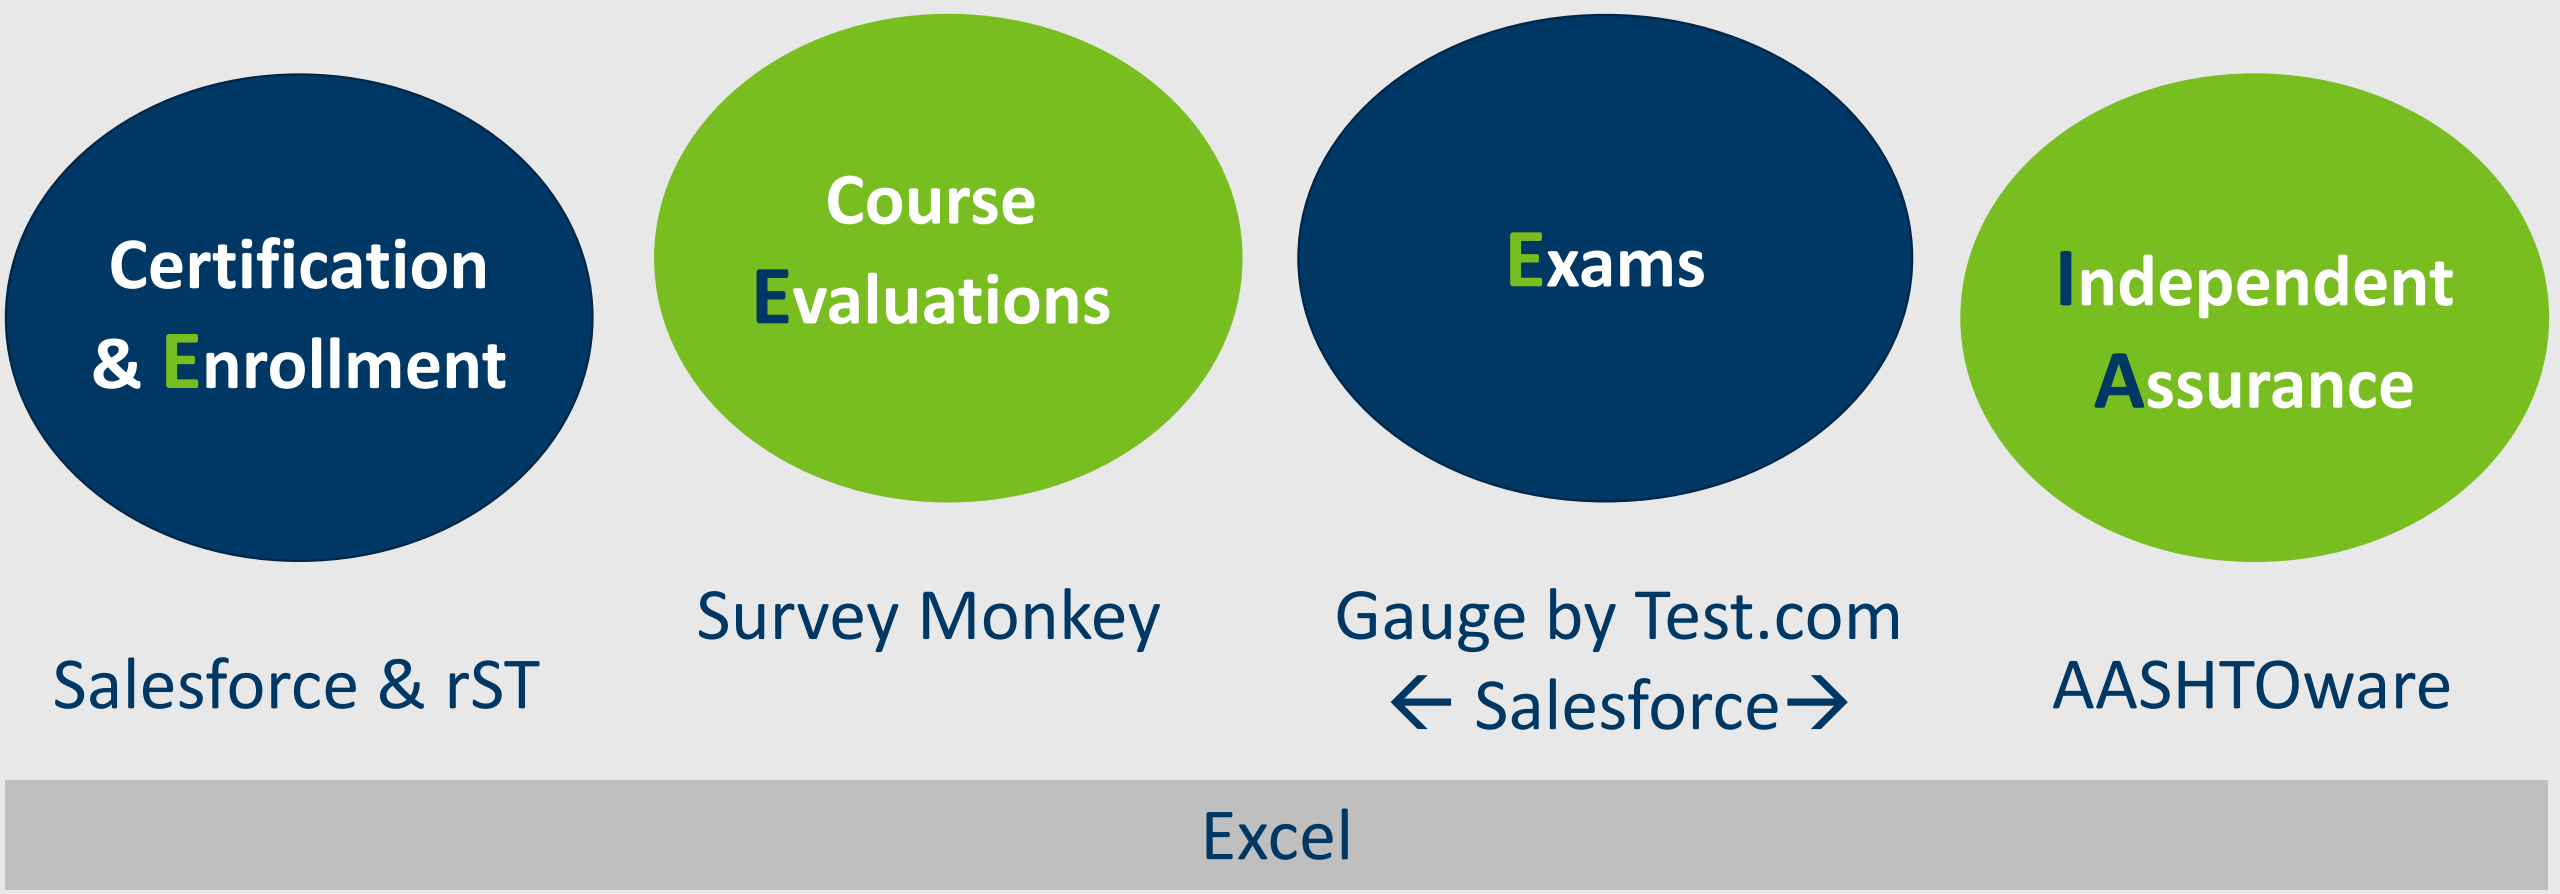 Certification
& Enrollment
Course
Evaluations
Exams
Independent
Assurance
Salesforce & rST
Survey Monkey
Gauge by Test.com
← Salesforce→
AASHTOware
Excel